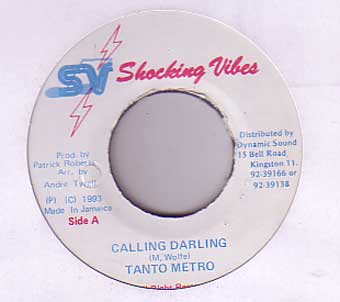 SV Shocking Vibes
Prod by
Patrick Roberts
Arr. by
Andre
(P) (C) 1993
Made in Jamaica
Side A
Distributed by
Dynamic Sound
15 Bell Road,
Kingston 11.
92-39166 or
92-39138
CALLING DARLING
(M, Wolfe)
TANTO METRO